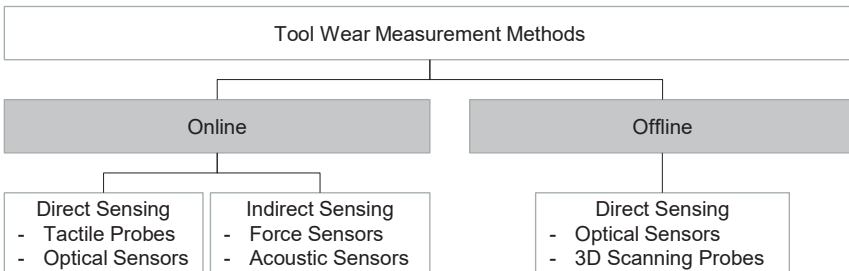 Tool Wear Measurement Methods
Online
Offline
Direct Sensing
- Tactile Probes
- Optical Sensors
Indirect Sensing
- Force Sensors
- Acoustic Sensors
Direct Sensing
- Optical Sensors
- 3D Scanning Probes